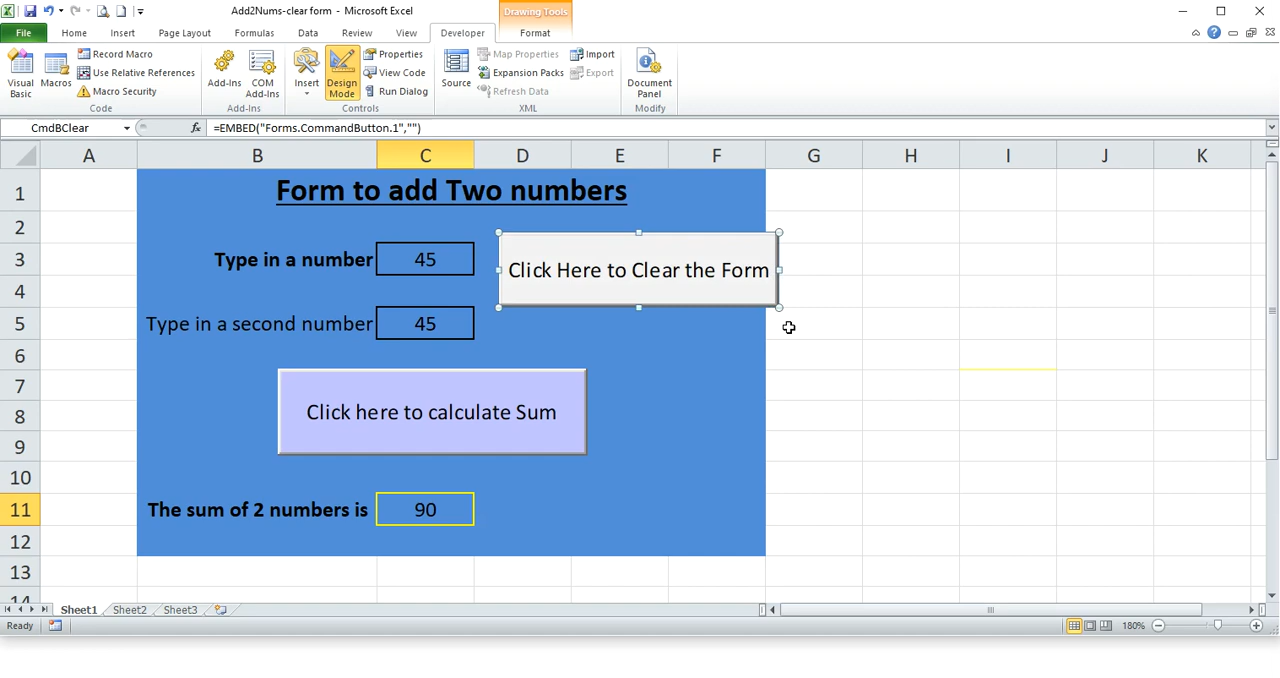 Add2Nums-clear form - Microsoft Excel
Drawing Tools
File Home Insert Page Layout Formulas Data Review View Developer Format
Visual Basic
Macros
Record Macro
Use Relative References
Macro Security
Code
Add-Ins
COM Add-Ins
Add-Ins
Insert
Design Mode
Properties
View Code
Run Dialog
Controls
Source
Map Properties
Expansion Packs
Refresh Data
Import
Export
XML
Document Panel
Modify
CmdBClear fx =EMBED("Forms.CommandButton.1","")
A B C D E F G H I J K
1 Form to add Two numbers
2
3 Type in a number 45
Click Here to Clear the Form
4
5 Type in a second number 45
6
7
8 Click here to calculate Sum
9
10
11 The sum of 2 numbers is 90
12
13
14
Sheet1 Sheet2 Sheet3
Ready 180%